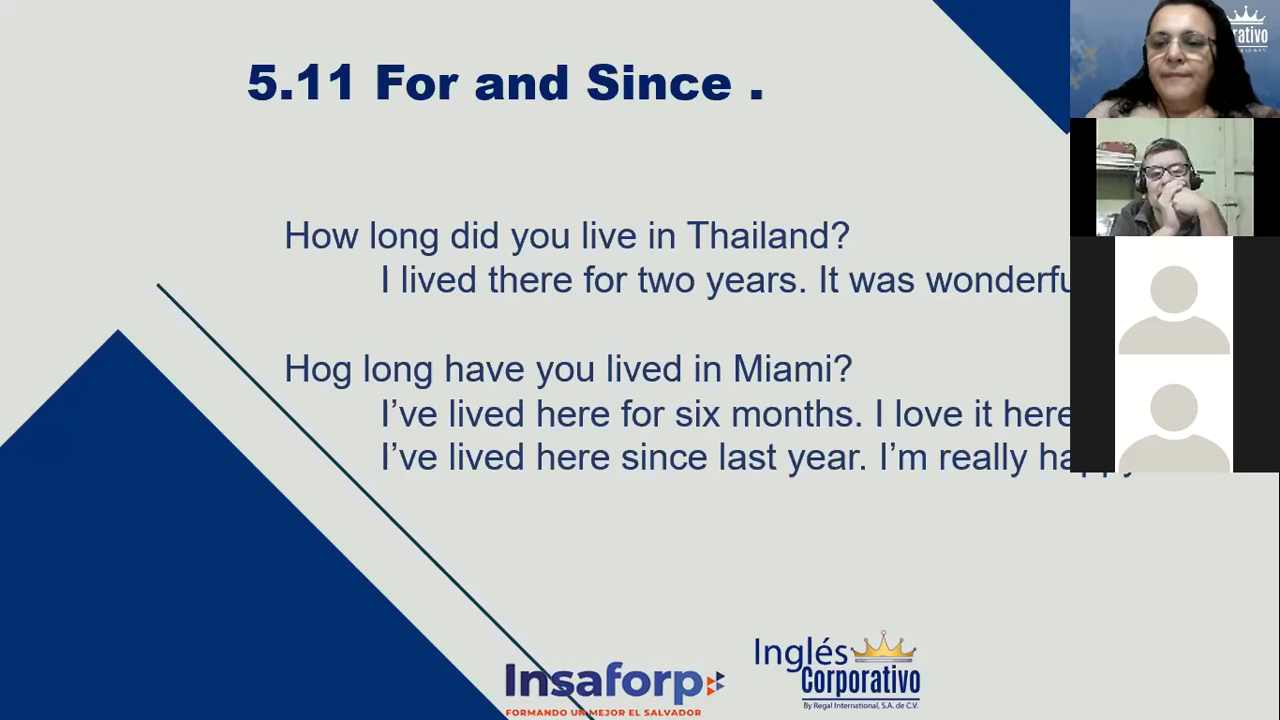 5.11 For and Since .
How long did you live in Thailand?
I lived there for two years. It was
Hog long have you lived in Miami?
I've lived here for six months. I love it here
I've lived here since last year. I'm really
Insaforp
FORMANDO UN MEJOR EL SALVADOR
Inglés
Corporativo
By Regal International, S.A. de C.V.